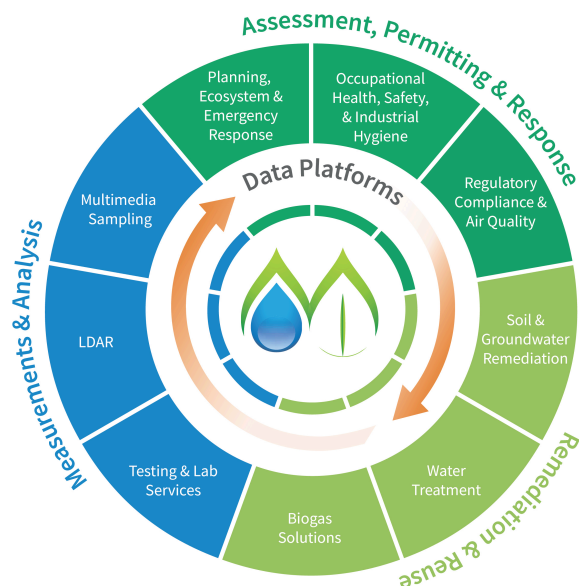 Assessment, Permitting & Response
Planning,
Ecosystem &
Emergency
Response
Occupational
Health, Safety,
& Industrial
Hygiene
Regulatory
Compliance &
Air Quality
Data Platforms
Multimedia
Sampling
LDAR
Testing & Lab
Services
Measurements & Analysis
Soil &
Groundwater
Remediation
Water
Treatment
Biogas
Solutions
Remediation & Reuse